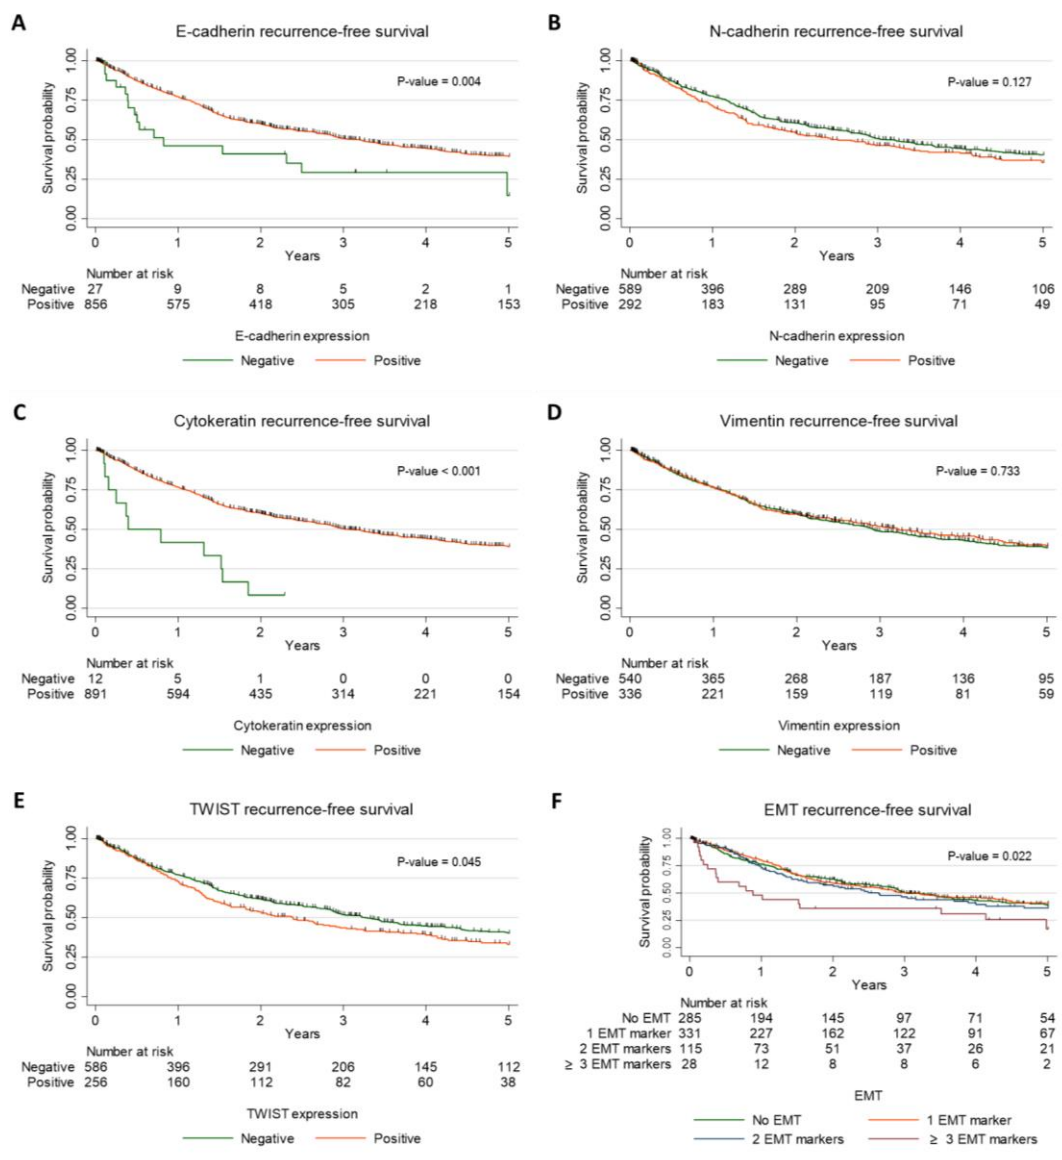 A
E-cadherin recurrence-free survival
P-value = 0.004
Survival probability
1.00
0.75
0.50
0.25
0.00
0 1 2 3 4 5
Years
Number at risk
Negative 27 9 8 5 2 1
Positive 856 575 418 305 218 153
E-cadherin expression
Negative Positive
B
N-cadherin recurrence-free survival
P-value = 0.127
Survival probability
1.00
0.75
0.50
0.25
0.00
0 1 2 3 4 5
Years
Number at risk
Negative 589 396 289 209 146 106
Positive 292 183 131 95 71 49
N-cadherin expression
Negative Positive
C
Cytokeratin recurrence-free survival
P-value < 0.001
Survival probability
1.00
0.75
0.50
0.25
0.00
0 1 2 3 4 5
Years
Number at risk
Negative 12 5 1 0 0 0
Positive 891 594 435 314 221 154
Cytokeratin expression
Negative Positive
D
Vimentin recurrence-free survival
P-value = 0.733
Survival probability
1.00
0.75
0.50
0.25
0.00
0 1 2 3 4 5
Years
Number at risk
Negative 540 365 268 187 136 95
Positive 336 221 159 119 81 59
Vimentin expression
Negative Positive
E
TWIST recurrence-free survival
P-value = 0.045
Survival probability
1.00
0.75
0.50
0.25
0.00
0 1 2 3 4 5
Years
Number at risk
Negative 586 396 291 206 145 112
Positive 256 160 112 82 60 38
TWIST expression
Negative Positive
F
EMT recurrence-free survival
P-value = 0.022
Survival probability
1.00
0.75
0.50
0.25
0.00
0 1 2 3 4 5
Years
Number at risk
No EMT 285 194 145 97 71 54
1 EMT marker 331 227 162 122 91 67
2 EMT markers 115 73 51 37 26 21
≥ 3 EMT markers 28 12 8 8 6 2
EMT
No EMT 1 EMT marker
2 EMT markers ≥ 3 EMT markers